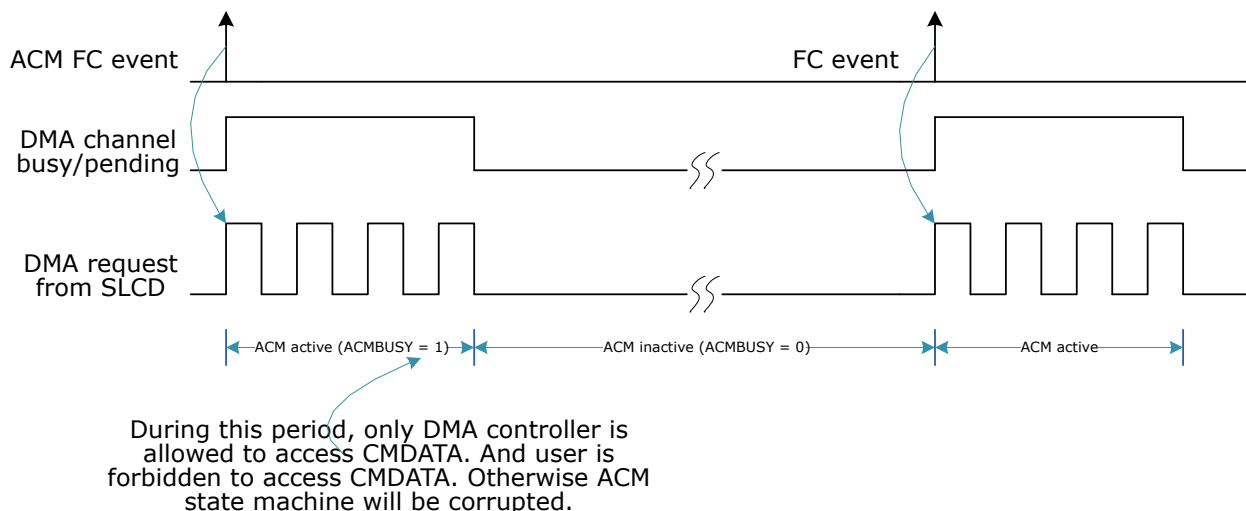 ACM FC event
FC event
DMA channel
busy/pending
DMA request
from SLCD
ACM active (ACMBUSY = 1)
ACM inactive (ACMBUSY = 0)
ACM active
During this period, only DMA controller is
allowed to access CMDATA. And user is
forbidden to access CMDATA. Otherwise ACM
state machine will be corrupted.